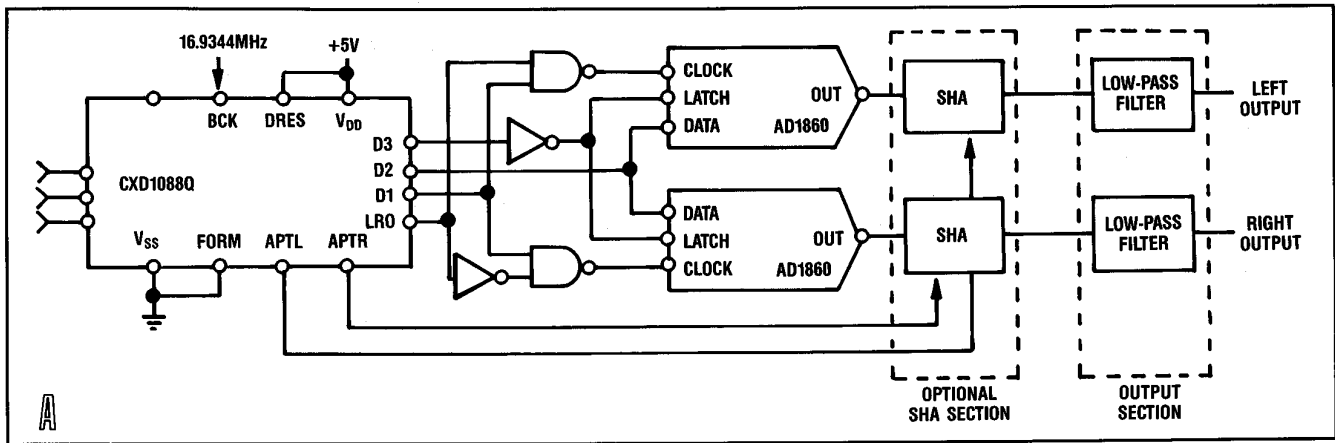 16.9344MHz
+5V
BCK
DRES
VDD
CXD1088Q
D3
D2
D1
LRO
VSS
FORM
APTL
APTR
CLOCK
LATCH
DATA
OUT
AD1860
DATA
LATCH
CLOCK
OUT
AD1860
SHA
SHA
LOW-PASS
FILTER
LOW-PASS
FILTER
LEFT
OUTPUT
RIGHT
OUTPUT
OPTIONAL
SHA SECTION
OUTPUT
SECTION
A